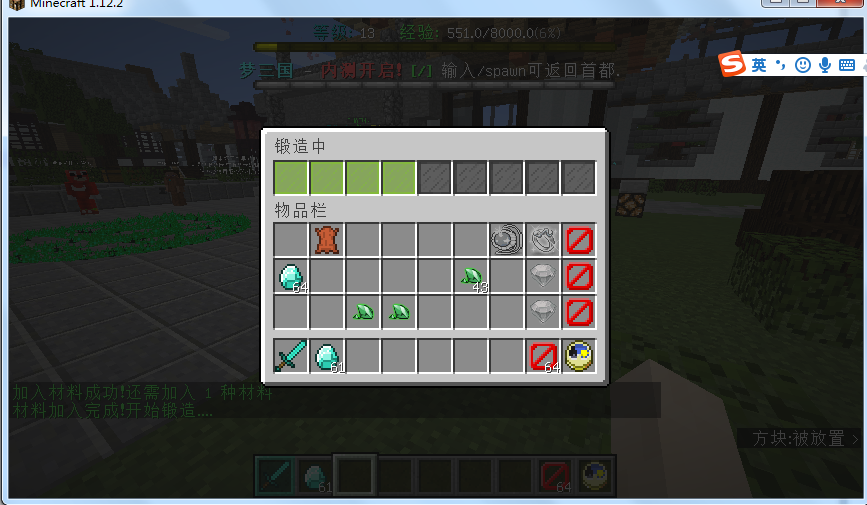 Minecraft 1.12.2
等级: 13 经验: 551.0/8000.0(6%)
梦三国 - 内测开启! [/] 输入/spawn可返回首都.
英
锻造中
物品栏
64
43
61
64
加入材料成功!还需加入 1 种材料
材料加入完成!开始锻造....
方块:被放置 >
61
64